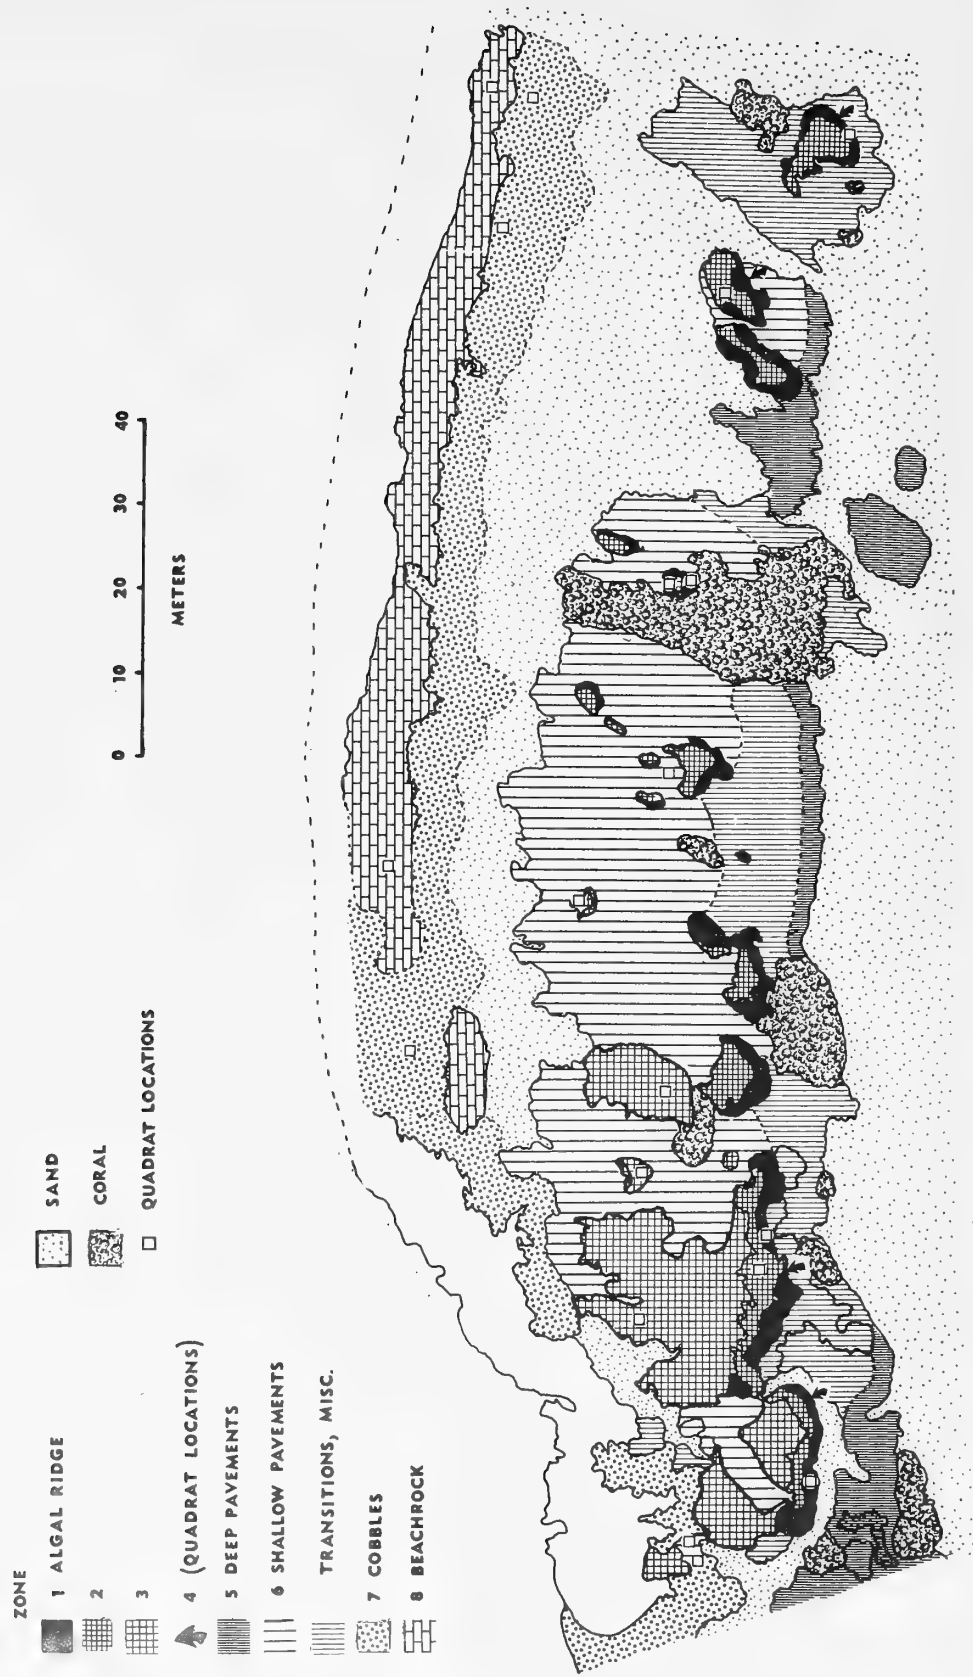 ZONE
1 ALGAL RIDGE
2
3
4 (QUADRAT LOCATIONS)
5 DEEP PAVEMENTS
6 SHALLOW PAVEMENTS
TRANSITIONS, MISC.
7 COBBLES
8 BEACHROCK
SAND
CORAL
QUADRAT LOCATIONS
0 10 20 30 40
METERS